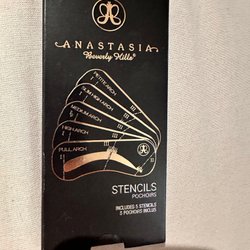 ANASTASIA
Beverly Hills®
PETITE ARCH
SLIM HIGH ARCH
MEDIUM ARCH
HIGH ARCH
FULL ARCH
STENCILS
POCHOIRS
INCLUDES 5 STENCILS
5 POCHOIRS INCLUS